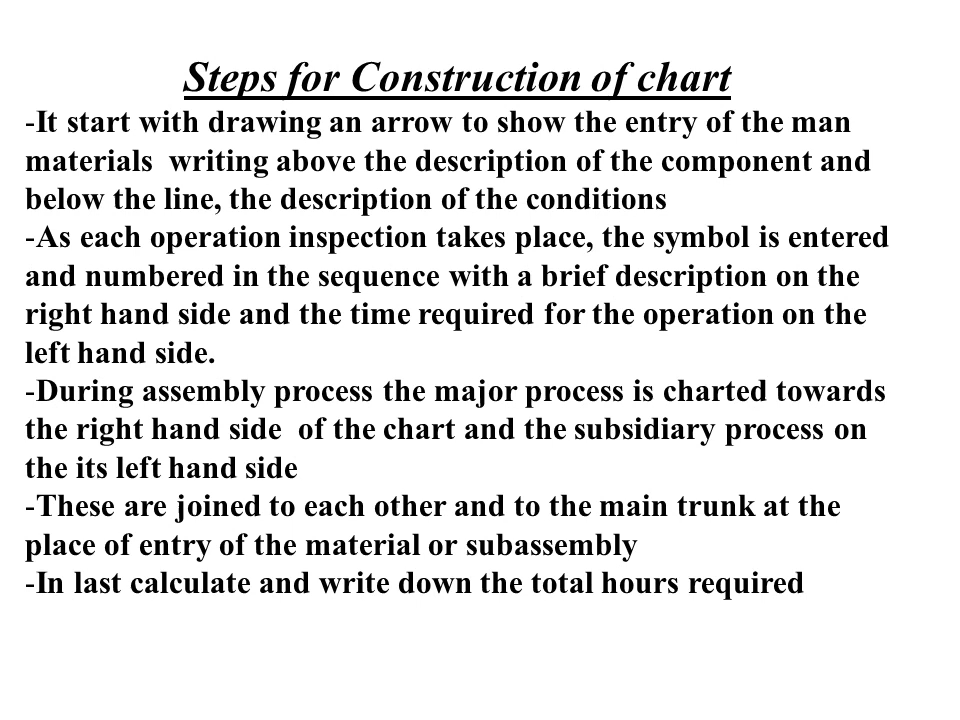 Steps for Construction of chart
-It start with drawing an arrow to show the entry of the man
materials  writing above the description of the component and
below the line, the description of the conditions
-As each operation inspection takes place, the symbol is entered
and numbered in the sequence with a brief description on the
right hand side and the time required for the operation on the
left hand side.
-During assembly process the major process is charted towards
the right hand side  of the chart and the subsidiary process on
the its left hand side
-These are joined to each other and to the main trunk at the
place of entry of the material or subassembly
-In last calculate and write down the total hours required